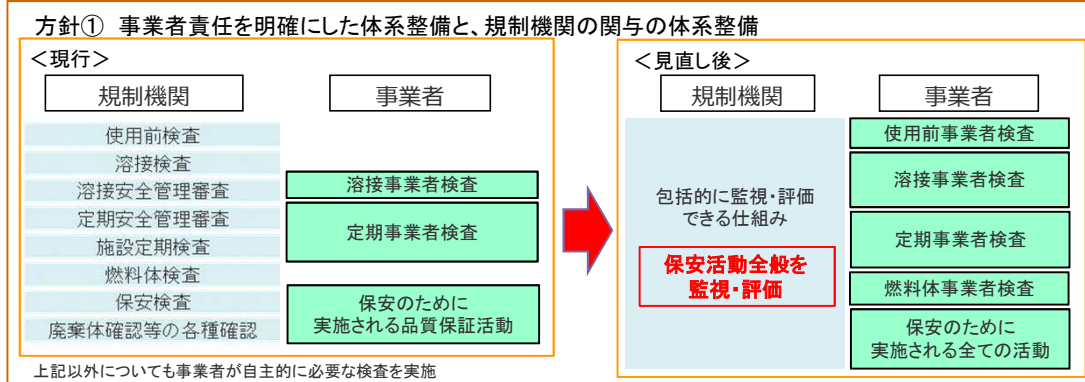 方針① 事業者責任を明確にした体系整備と、規制機関の関与の体系整備
＜現行＞
規制機関
事業者
使用前検査
溶接検査
溶接安全管理審査
定期安全管理審査
施設定期検査
燃料体検査
保安検査
廃棄体確認等の各種確認
溶接事業者検査
定期事業者検査
保安のために
実施される品質保証活動
上記以外についても事業者が自主的に必要な検査を実施
＜見直し後＞
規制機関
事業者
包括的に監視・評価
できる仕組み
保安活動全般を
監視・評価
使用前事業者検査
溶接事業者検査
定期事業者検査
燃料体事業者検査
保安のために
実施される全ての活動